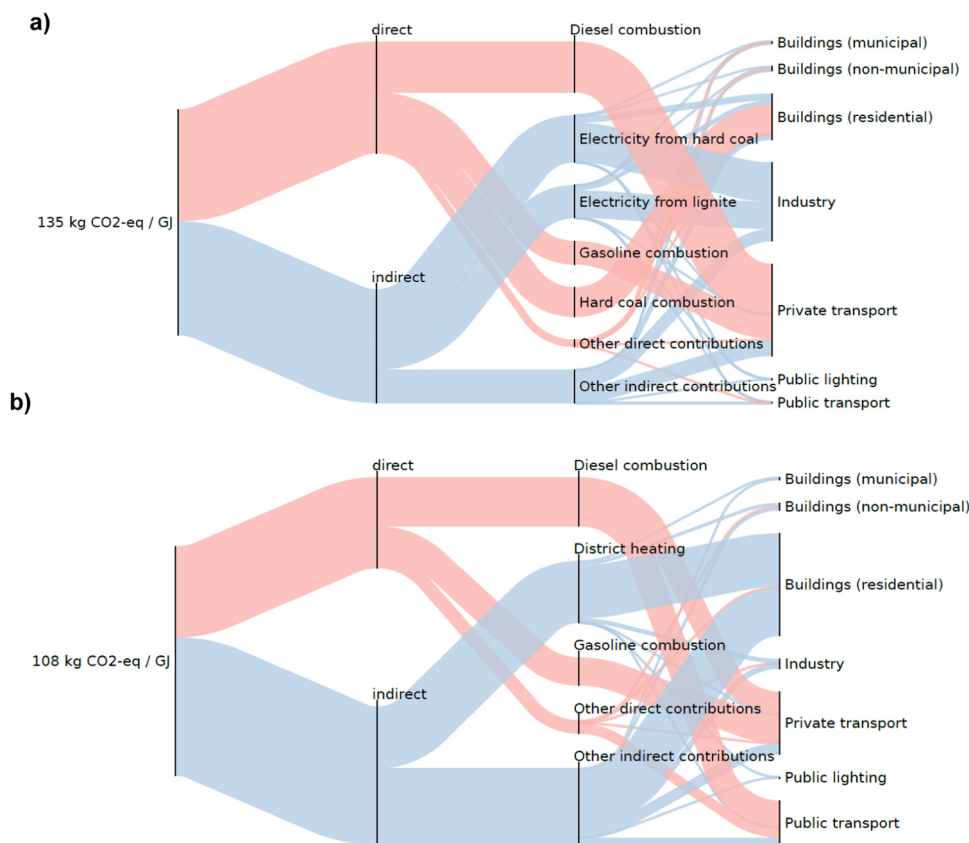 a)
direct
Diesel combustion
Buildings (municipal)
Buildings (non-municipal)
Buildings (residential)
Electricity from hard coal
Electricity from lignite
Industry
135 kg CO2-eq / GJ
Gasoline combustion
indirect
Hard coal combustion
Private transport
Other direct contributions
Other indirect contributions
Public lighting
Public transport
b)
direct
Diesel combustion
Buildings (municipal)
Buildings (non-municipal)
District heating
Buildings (residential)
Gasoline combustion
108 kg CO2-eq / GJ
Industry
indirect
Other direct contributions
Private transport
Other indirect contributions
Public lighting
Public transport